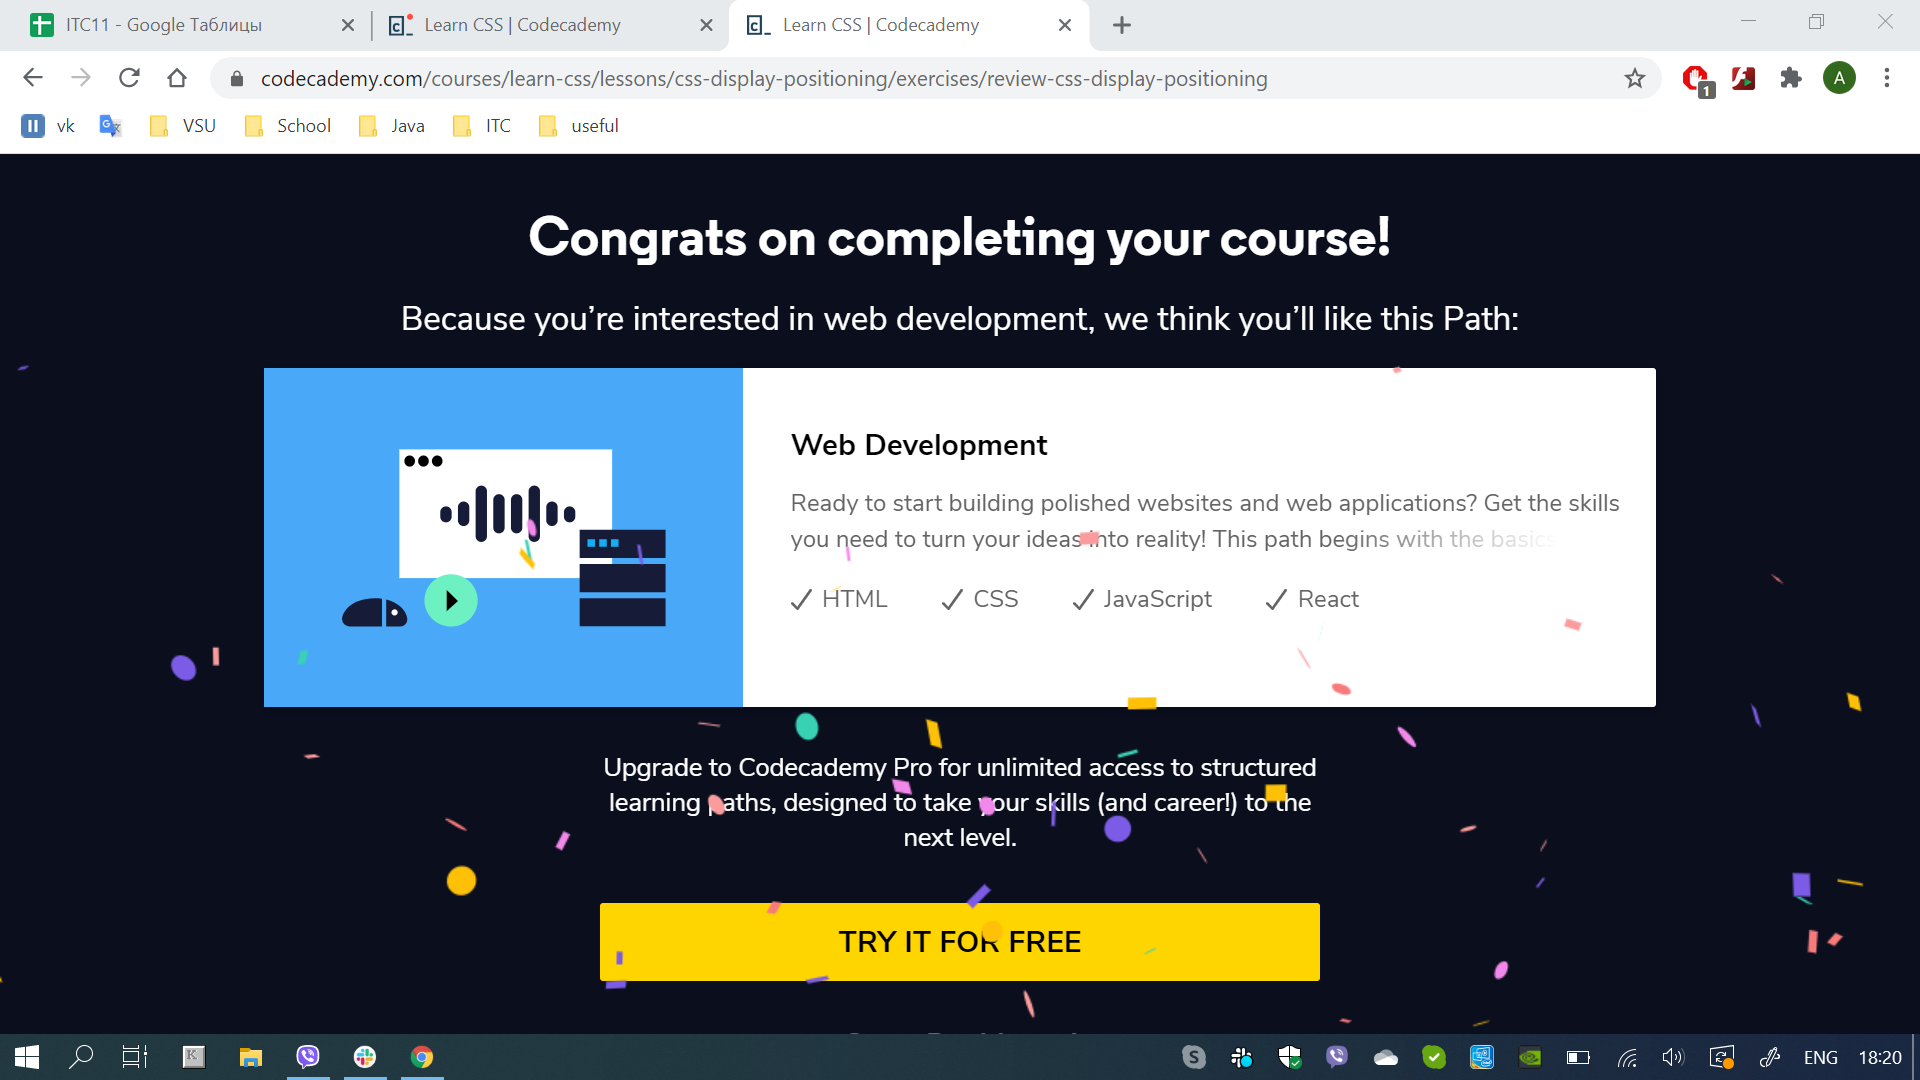 ITC11 - Google Таблицы
Learn CSS | Codecademy
Learn CSS | Codecademy
codecademy.com/courses/learn-css/lessons/css-display-positioning/exercises/review-css-display-positioning
1
A
vk
VSU
School
Java
ITC
useful
Congrats on completing your course!
Because you’re interested in web development, we think you’ll like this Path:
Web Development
Ready to start building polished websites and web applications? Get the skills
you need to turn your ideas into reality! This path begins with the basics
HTML
CSS
JavaScript
React
Upgrade to Codecademy Pro for unlimited access to structured
learning paths, designed to take your skills (and career!) to the
next level.
TRY IT FOR FREE
ENG
18:20